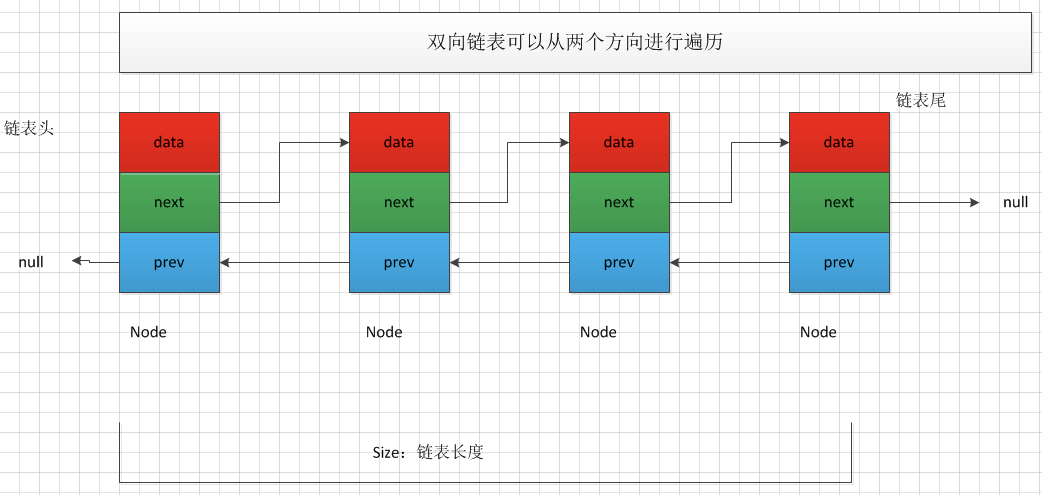 双向链表可以从两个方向进行遍历
链表尾
链表头
data data data data
next next next next null
null prev prev prev prev
Node Node Node Node
Size：链表长度